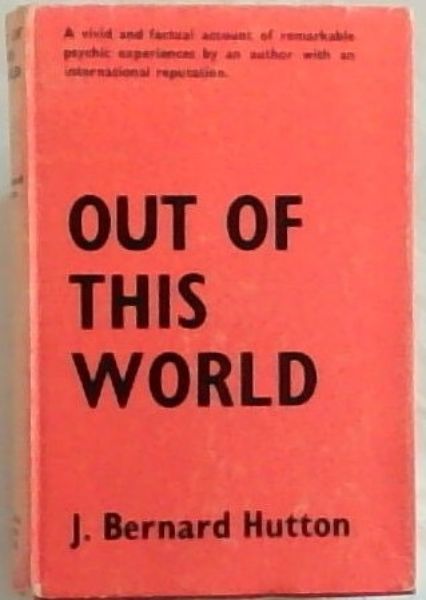 A vivid and factual account of remarkable
psychic experiences by an author with an
international reputation.
OUT OF
THIS
WORLD
J. Bernard Hutton